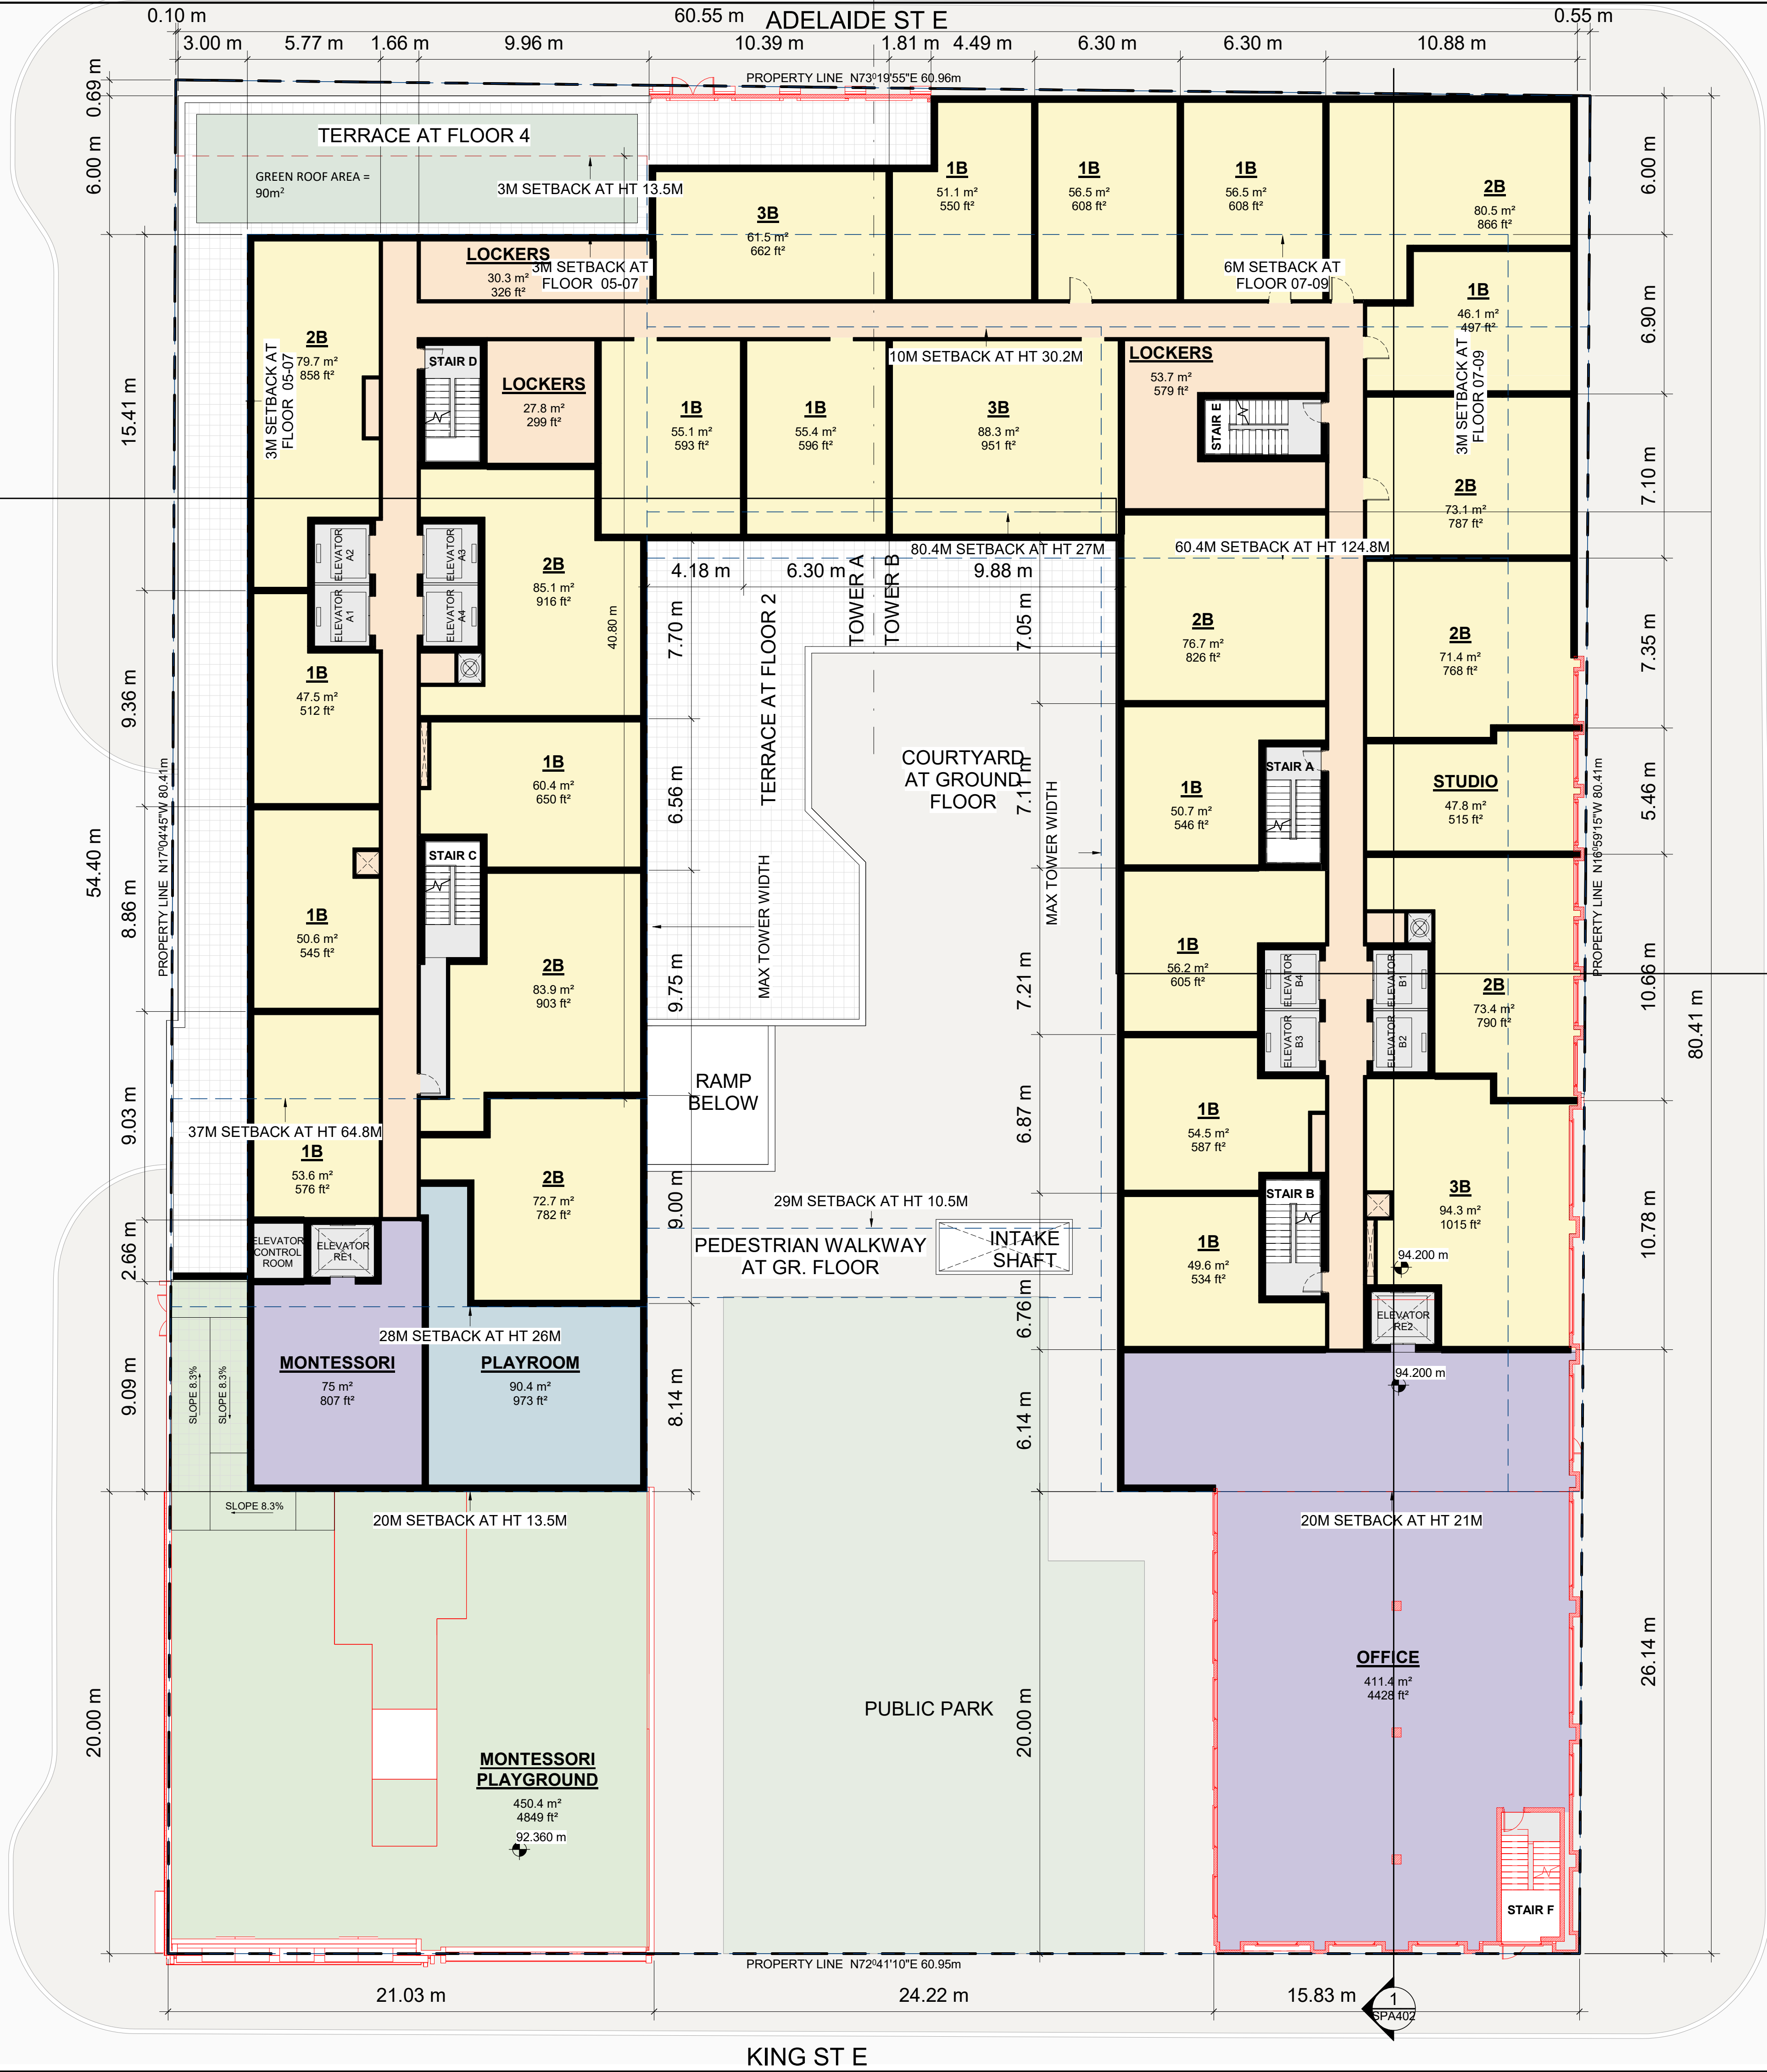 0.10 m
60.55 m
ADELAIDE ST E
0.55 m
3.00 m
5.77 m
1.66 m
9.96 m
10.39 m
1.81 m
4.49 m
6.30 m
6.30 m
10.88 m
PROPERTY LINE N73°19'55"E 60.96m
0.69 m
6.00 m
TERRACE AT FLOOR 4
GREEN ROOF AREA =
90m²
3M SETBACK AT HT 13.5M
3B
61.5 m²
662 ft²
1B
51.1 m²
550 ft²
1B
56.5 m²
608 ft²
1B
56.5 m²
608 ft²
2B
80.5 m²
866 ft²
6.00 m
LOCKERS
30.3 m²
326 ft²
3M SETBACK AT
FLOOR 05-07
6M SETBACK AT
FLOOR 07-09
1B
46.1 m²
497 ft²
6.90 m
2B
79.7 m²
858 ft²
3M SETBACK AT
FLOOR 05-07
15.41 m
STAIR D
LOCKERS
27.8 m²
299 ft²
1B
55.1 m²
593 ft²
1B
55.4 m²
596 ft²
10M SETBACK AT HT 30.2M
3B
88.3 m²
951 ft²
LOCKERS
53.7 m²
579 ft²
STAIR E
3M SETBACK AT
FLOOR 07-09
2B
73.1 m²
787 ft²
7.10 m
ELEVATOR
A2
ELEVATOR
A3
ELEVATOR
A1
ELEVATOR
A4
2B
85.1 m²
916 ft²
40.80 m
80.4M SETBACK AT HT 27M
60.4M SETBACK AT HT 124.8M
4.18 m
6.30 m
9.88 m
TOWER A
TOWER B
7.70 m
7.05 m
TERRACE AT FLOOR 2
2B
76.7 m²
826 ft²
2B
71.4 m²
768 ft²
7.35 m
1B
47.5 m²
512 ft²
9.36 m
1B
60.4 m²
650 ft²
6.56 m
COURTYARD
AT GROUND
FLOOR
7.11 m
MAX TOWER WIDTH
1B
50.7 m²
546 ft²
STAIR A
STUDIO
47.8 m²
515 ft²
5.46 m
PROPERTY LINE N17°04'45"W 80.41m
PROPERTY LINE N16°59'15"W 80.41m
54.40 m
8.86 m
1B
50.6 m²
545 ft²
STAIR C
2B
83.9 m²
903 ft²
9.75 m
MAX TOWER WIDTH
7.21 m
1B
56.2 m²
605 ft²
ELEVATOR
B4
ELEVATOR
B1
ELEVATOR
B3
ELEVATOR
B2
2B
73.4 m²
790 ft²
10.66 m
80.41 m
RAMP
BELOW
9.03 m
37M SETBACK AT HT 64.8M
1B
53.6 m²
576 ft²
2B
72.7 m²
782 ft²
9.00 m
6.87 m
1B
54.5 m²
587 ft²
STAIR B
3B
94.3 m²
1015 ft²
94.200 m
10.78 m
29M SETBACK AT HT 10.5M
PEDESTRIAN WALKWAY
AT GR. FLOOR
INTAKE
SHAFT
2.66 m
ELEVATOR
CONTROL
ROOM
ELEVATOR
RE1
1B
49.6 m²
534 ft²
6.76 m
ELEVATOR
RE2
28M SETBACK AT HT 26M
MONTESSORI
75 m²
807 ft²
PLAYROOM
90.4 m²
973 ft²
94.200 m
9.09 m
SLOPE 8.3%
SLOPE 8.3%
8.14 m
6.14 m
SLOPE 8.3%
20M SETBACK AT HT 13.5M
20M SETBACK AT HT 21M
26.14 m
OFFICE
411.4 m²
4428 ft²
20.00 m
PUBLIC PARK
20.00 m
MONTESSORI
PLAYGROUND
450.4 m²
4849 ft²
92.360 m
STAIR F
PROPERTY LINE N72°41'10"E 60.95m
21.03 m
24.22 m
15.83 m
1
SPA402
KING ST E